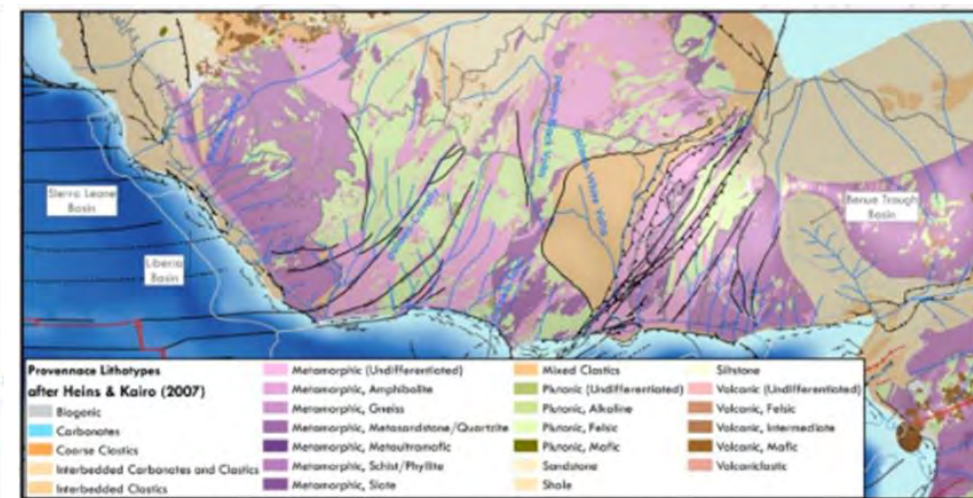 Sierra Leone
Basin
Liberia
Basin
Benue Trough
Basin
Provennace Lithotypes
after Heins & Kairo (2007)
Biogenic
Carbonates
Coarse Clastics
Interbedded Carbonates and Clastics
Interbedded Clastics
Metamorphic (Undifferentiated)
Metamorphic, Amphibolite
Metamorphic, Gneiss
Metamorphic, Metasandstone/Quartzite
Metamorphic, Metaultramafic
Metamorphic, Schist/Phyllite
Metamorphic, Slate
Mixed Clastics
Plutonic (Undifferentiated)
Plutonic, Alkaline
Plutonic, Felsic
Plutonic, Mafic
Sandstone
Shale
Siltstone
Volcanic (Undifferentiated)
Volcanic, Felsic
Volcanic, Intermediate
Volcanic, Mafic
Volcaniclastic